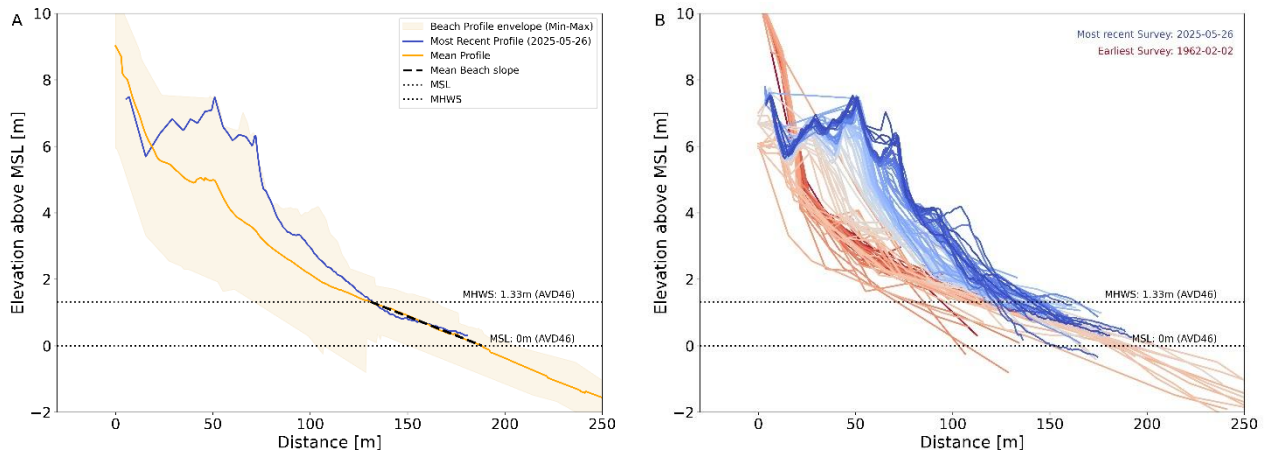 A
Elevation above MSL [m]
10
8
6
4
2
0
−2
Beach Profile envelope (Min-Max)
Most Recent Profile (2025-05-26)
Mean Profile
Mean Beach slope
MSL
MHWS
MHWS: 1.33m (AVD46)
MSL: 0m (AVD46)
0 50 100 150 200 250
Distance [m]
B
Elevation above MSL [m]
10
8
6
4
2
0
−2
Most recent Survey: 2025-05-26
Earliest Survey: 1962-02-02
MHWS: 1.33m (AVD46)
MSL: 0m (AVD46)
0 50 100 150 200 250
Distance [m]